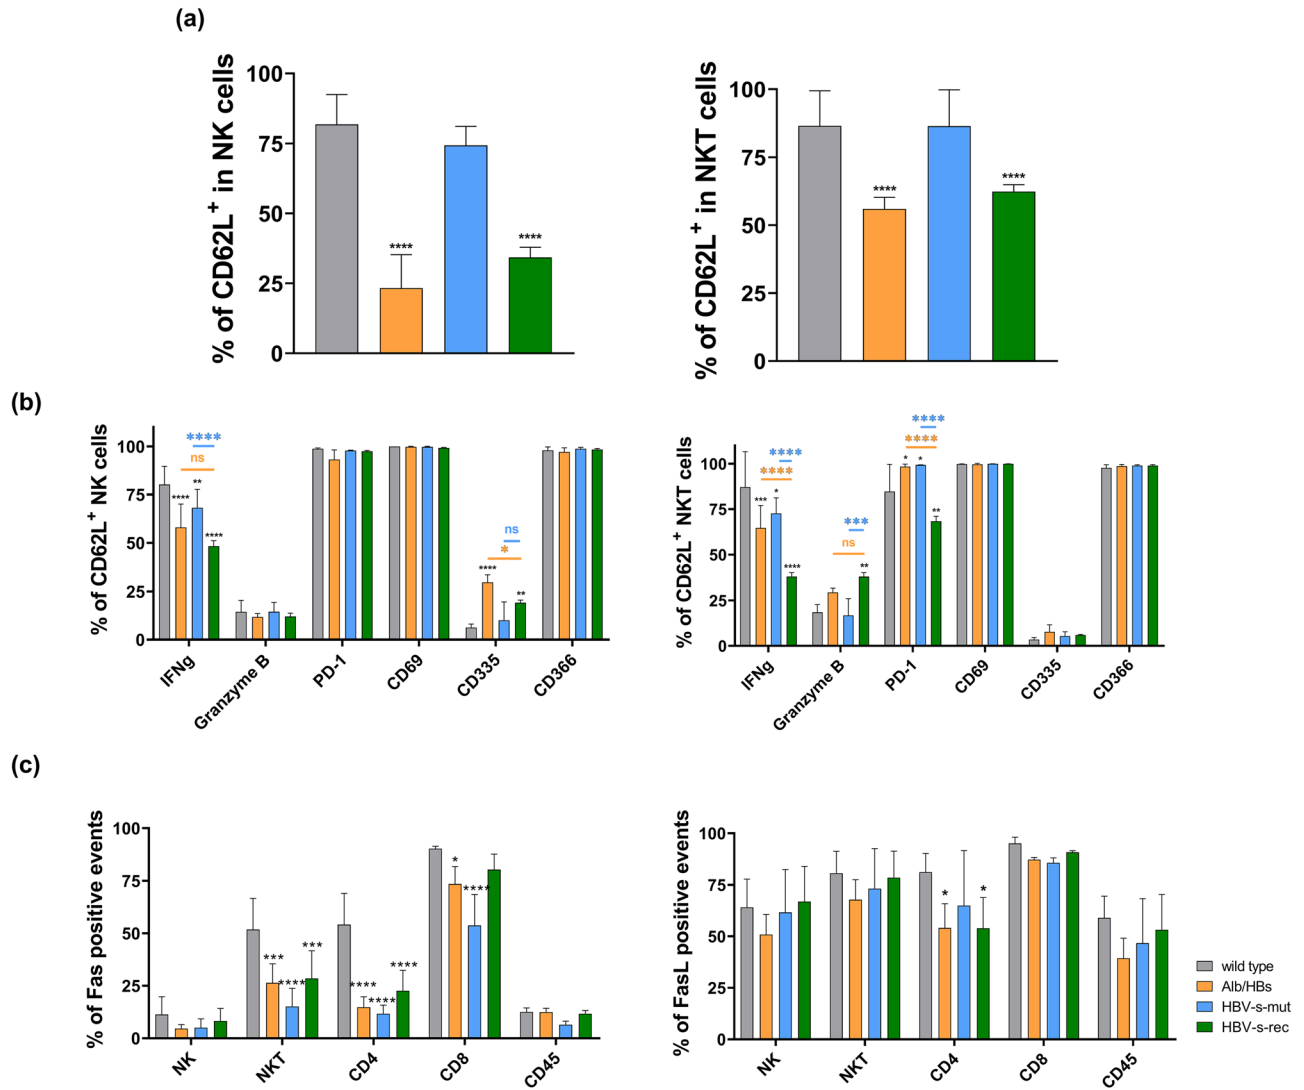 (a)
% of CD62L+ in NK cells
100
75
50
25
0
****
****
% of CD62L+ in NKT cells
100
75
50
25
0
****
****
(b)
% of CD62L+ NK cells
100
75
50
25
0
****
ns
****
**
****
ns
*
****
**
IFNg
Granzyme B
PD-1
CD69
CD335
CD366
% of CD62L+ NKT cells
100
75
50
25
0
****
****
***
*
****
***
ns
**
****
****
*
*
**
IFNg
Granzyme B
PD-1
CD69
CD335
CD366
(c)
% of Fas positive events
100
75
50
25
0
***
****
***
****
****
****
*
****
NK
NKT
CD4
CD8
CD45
% of FasL positive events
100
75
50
25
0
*
*
NK
NKT
CD4
CD8
CD45
wild type
Alb/HBs
HBV-s-mut
HBV-s-rec